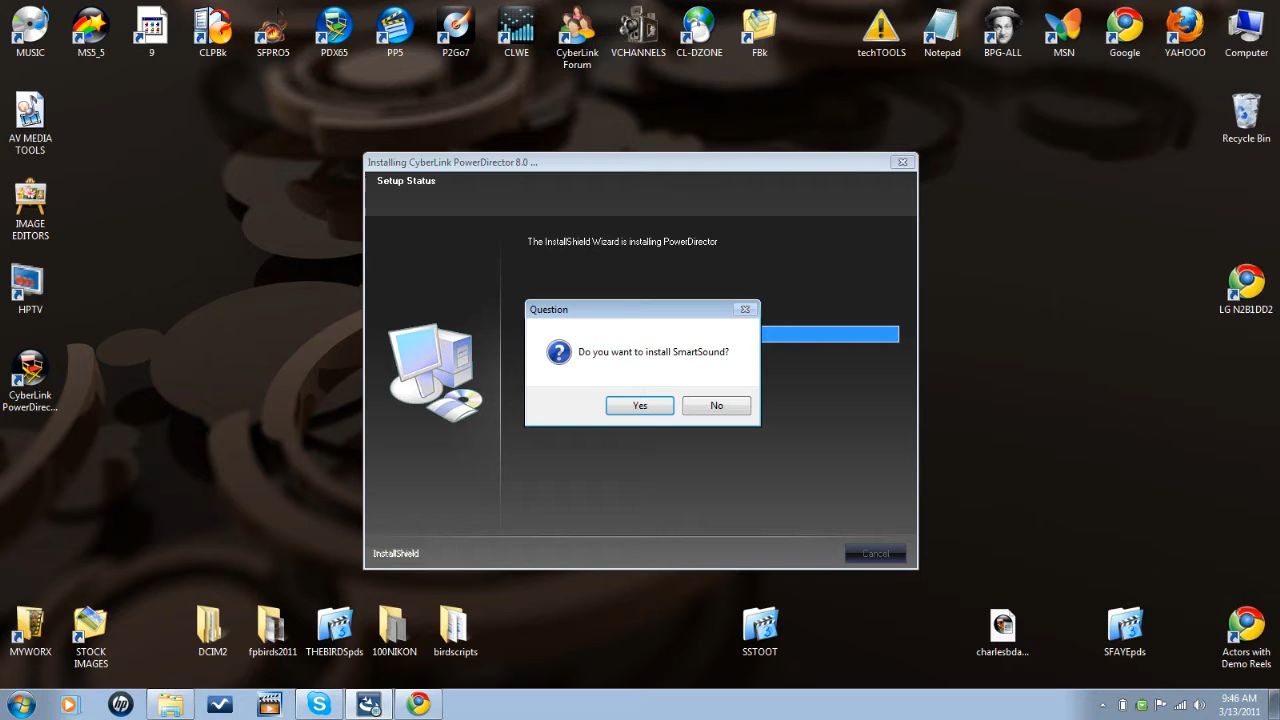 MUSIC
MS5_5
9
CLPBk
SFPRO5
PDX65
PP5
P2Go7
CLWE
CyberLink
Forum
VCHANNELS
CL-DZONE
FBk
techTOOLS
Notepad
BPG-ALL
MSN
Google
YAHOOO
Computer
AV MEDIA
TOOLS
Recycle Bin
IMAGE
EDITORS
HPTV
LG N2B1DD2
CyberLink
PowerDirec...
Installing CyberLink PowerDirector 8.0 ...
Setup Status
The InstallShield Wizard is installing PowerDirector
Question
Do you want to install SmartSound?
Yes
No
InstallShield
Cancel
MYWORX
STOCK
IMAGES
DCIM2
fpbirds2011
THEBIRDSpds
100NIKON
birdscripts
SSTOOT
charlesbda...
SFAYEpds
Actors with
Demo Reels
9:46 AM
3/13/2011